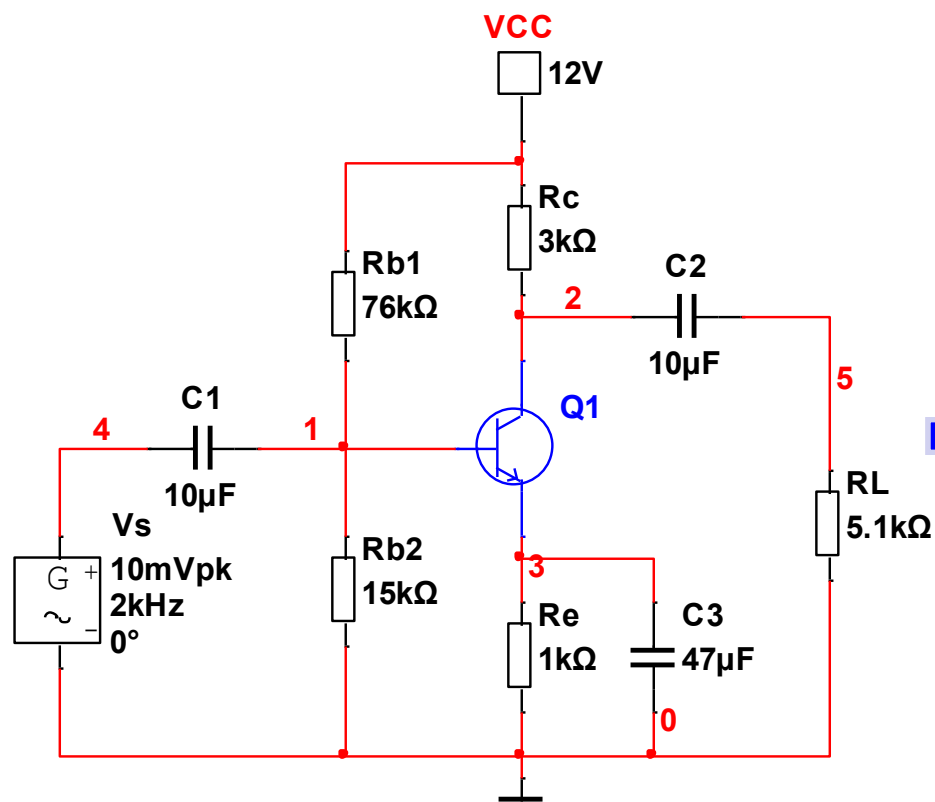 VCC
12V
Rc
3kΩ
Rb1
76kΩ
C2
2
10µF
5
C1
Q1
4
1
10µF
RL
5.1kΩ
Vs
10mVpk
2kHz
0°
G
Rb2
15kΩ
3
Re
1kΩ
C3
47µF
0